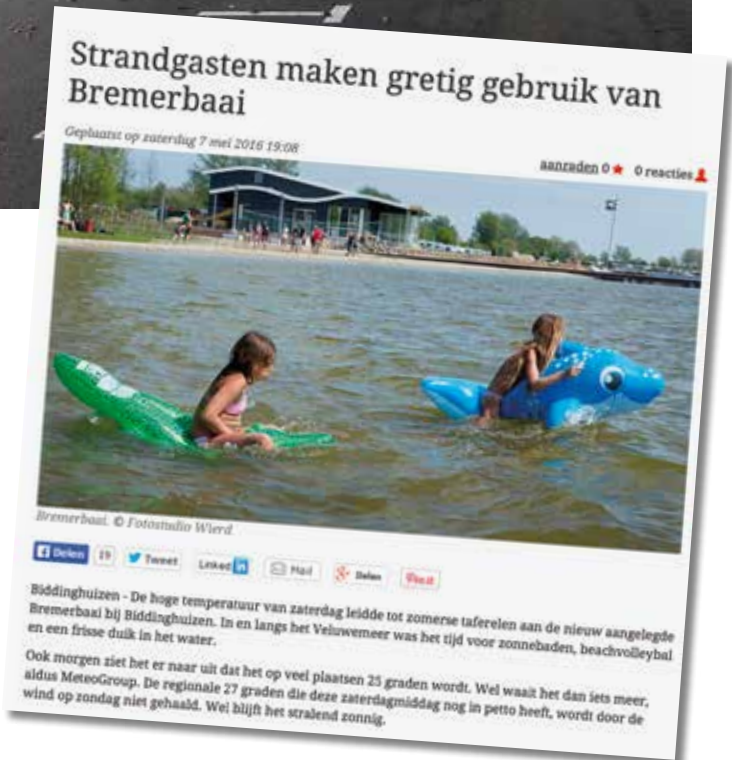 Strandgasten maken gretig gebruik van
Bremerbaai
Geplaatst op zaterdag 7 mei 2016 19:08
aanraden 0 0 reacties
Bremerbaai. © Fotostudio Wierd
Delen 19 Tweet Linked in Mail Delen Pin it
Biddinghuizen - De hoge temperatuur van zaterdag leidde tot zomerse taferelen aan de nieuw aangelegde
Bremerbaai bij Biddinghuizen. In en langs het Veluwemeer was het tijd voor zonnebaden, beachvolleybal
en een frisse duik in het water.
Ook morgen ziet het er naar uit dat het op veel plaatsen 25 graden wordt. Wel waait het dan iets meer,
aldus MeteoGroup. De regionale 27 graden die deze zaterdagmiddag nog in petto heeft, wordt door de
wind op zondag niet gehaald. Wel blijft het stralend zonnig.